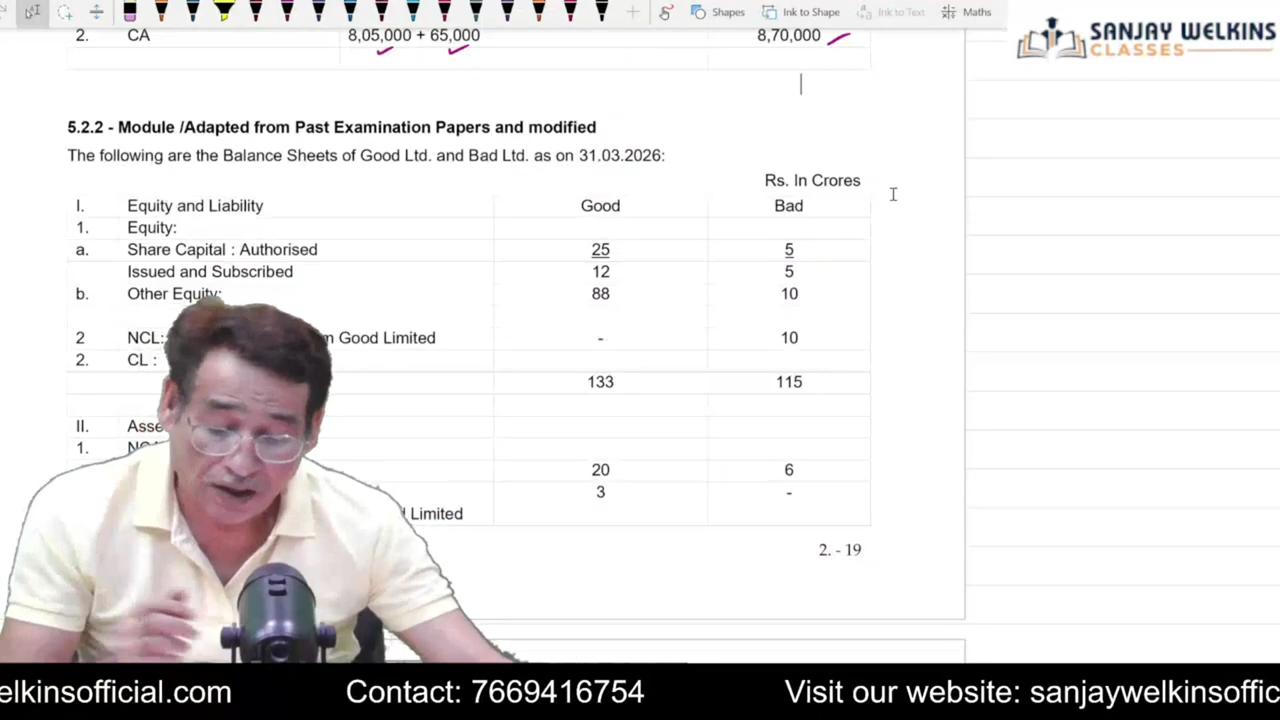 Shapes
Ink to Shape
Ink to Text
Maths
SANJAY WELKINS
CLASSES
2. CA 8,05,000 + 65,000 8,70,000
5.2.2 - Module /Adapted from Past Examination Papers and modified
The following are the Balance Sheets of Good Ltd. and Bad Ltd. as on 31.03.2026:
Rs. In Crores
I. Equity and Liability Good Bad
1. Equity:
a. Share Capital : Authorised 25 5
Issued and Subscribed 12 5
b. Other Equity: 88 10
2 NCL: Good Limited - 10
2. CL :
133 115
II.
1.
20 6
3 -
Limited
2. - 19
elkinsofficial.com Contact: 7669416754 Visit our website: sanjaywelkinsoffic